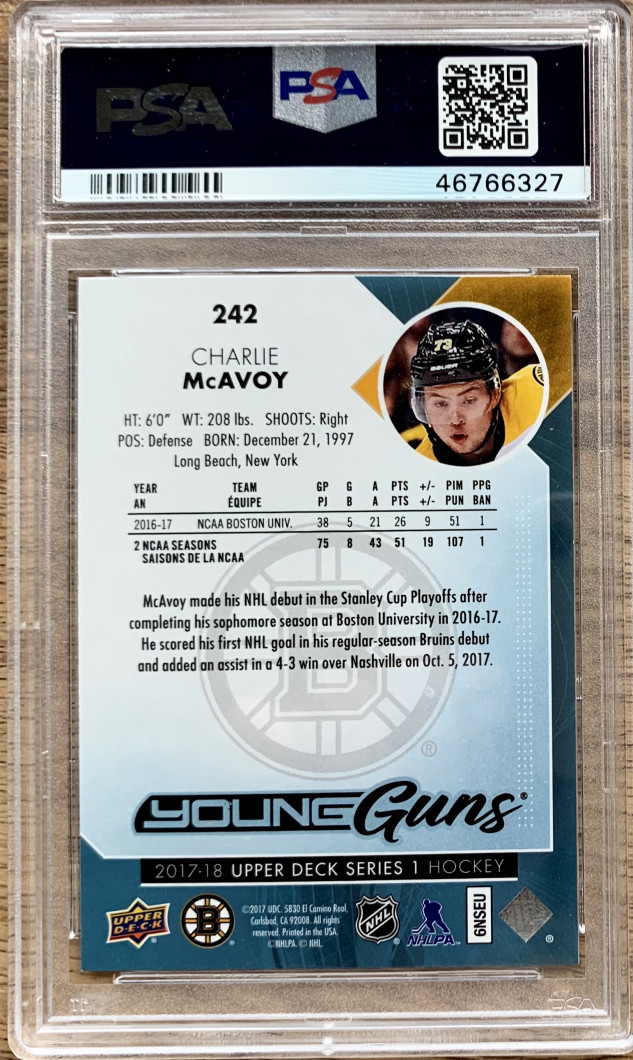 PSA
PSA
46766327
242
CHARLIE
McAVOY
73
BAUER
HT: 6'0" WT: 208 lbs. SHOOTS: Right
POS: Defense BORN: December 21, 1997
Long Beach, New York
YEAR TEAM GP G A PTS +/- PIM PPG
AN ÉQUIPE PJ B A PTS +/- PUN BAN
2016-17 NCAA BOSTON UNIV. 38 5 21 26 9 51 1
2 NCAA SEASONS 75 8 43 51 19 107 1
SAISONS DE LA NCAA
McAvoy made his NHL debut in the Stanley Cup Playoffs after
completing his sophomore season at Boston University in 2016-17.
He scored his first NHL goal in his regular-season Bruins debut
and added an assist in a 4-3 win over Nashville on Oct. 5, 2017.
B
®
YOUNG Guns®
2017-18 UPPER DECK SERIES 1 HOCKEY
UPPER DECK
B
©2017 UDC. 5830 El Camino Real,
Carlsbad, CA 92008. All rights
reserved. Printed in the USA.
©NHLPA. © NHL.
NHL
NHLPA
6NSEU
®
PSA